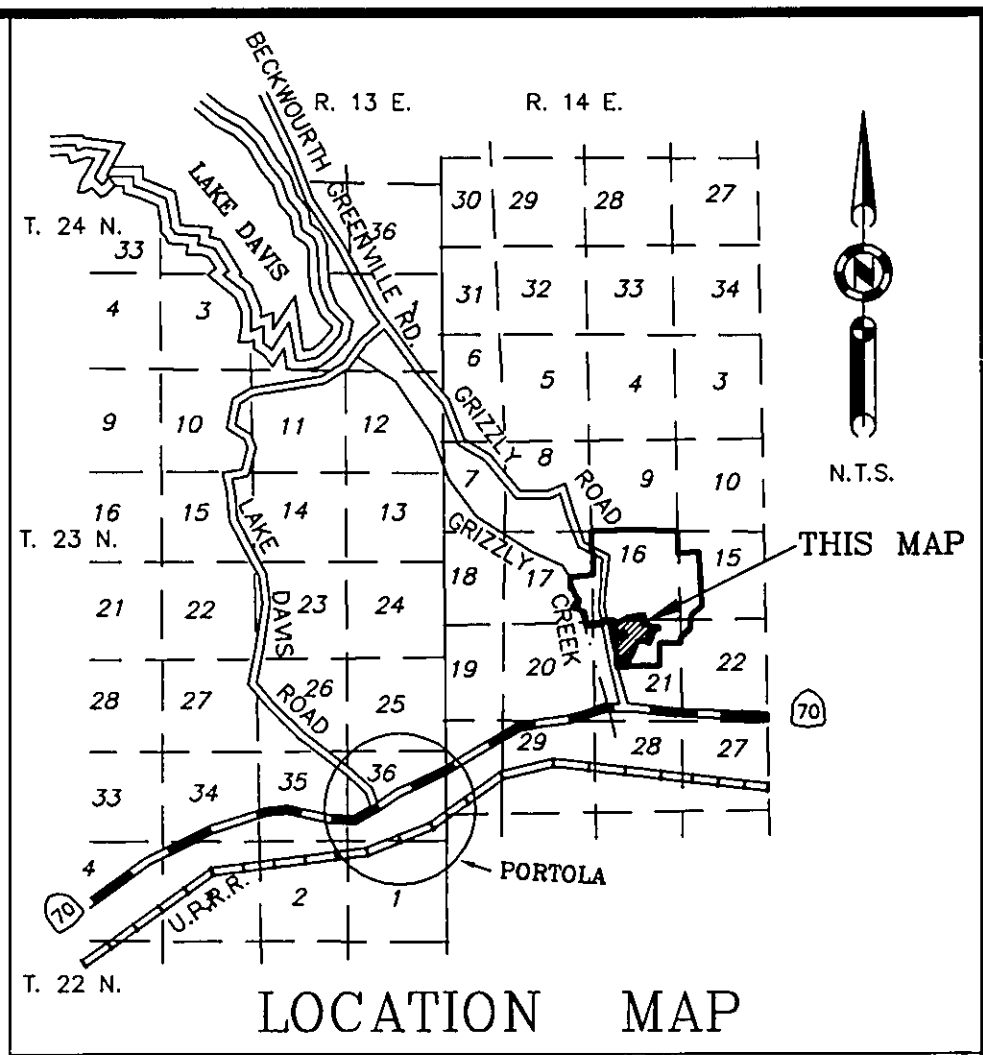 R. 13 E. R. 14 E.
BECKWOURTH GREENVILLE RD.
LAKE DAVIS
T. 24 N.
36 30 29 28 27
33
31 32 33 34
4 3 1
6 5 4 3
N
N.T.S.
9 10 11 12
GRIZZLY ROAD
7 8 9 10
16 15 14 13
T. 23 N.
GRIZZLY CREEK
18 17 16 15
THIS MAP
21 22 23 24
LAKE DAVIS ROAD
19 20 21 22
28 27 26 25
70
29 28 27
33 34 35 36
PORTOLA
4 2 1
70
U.P.R.R.
T. 22 N.
LOCATION MAP